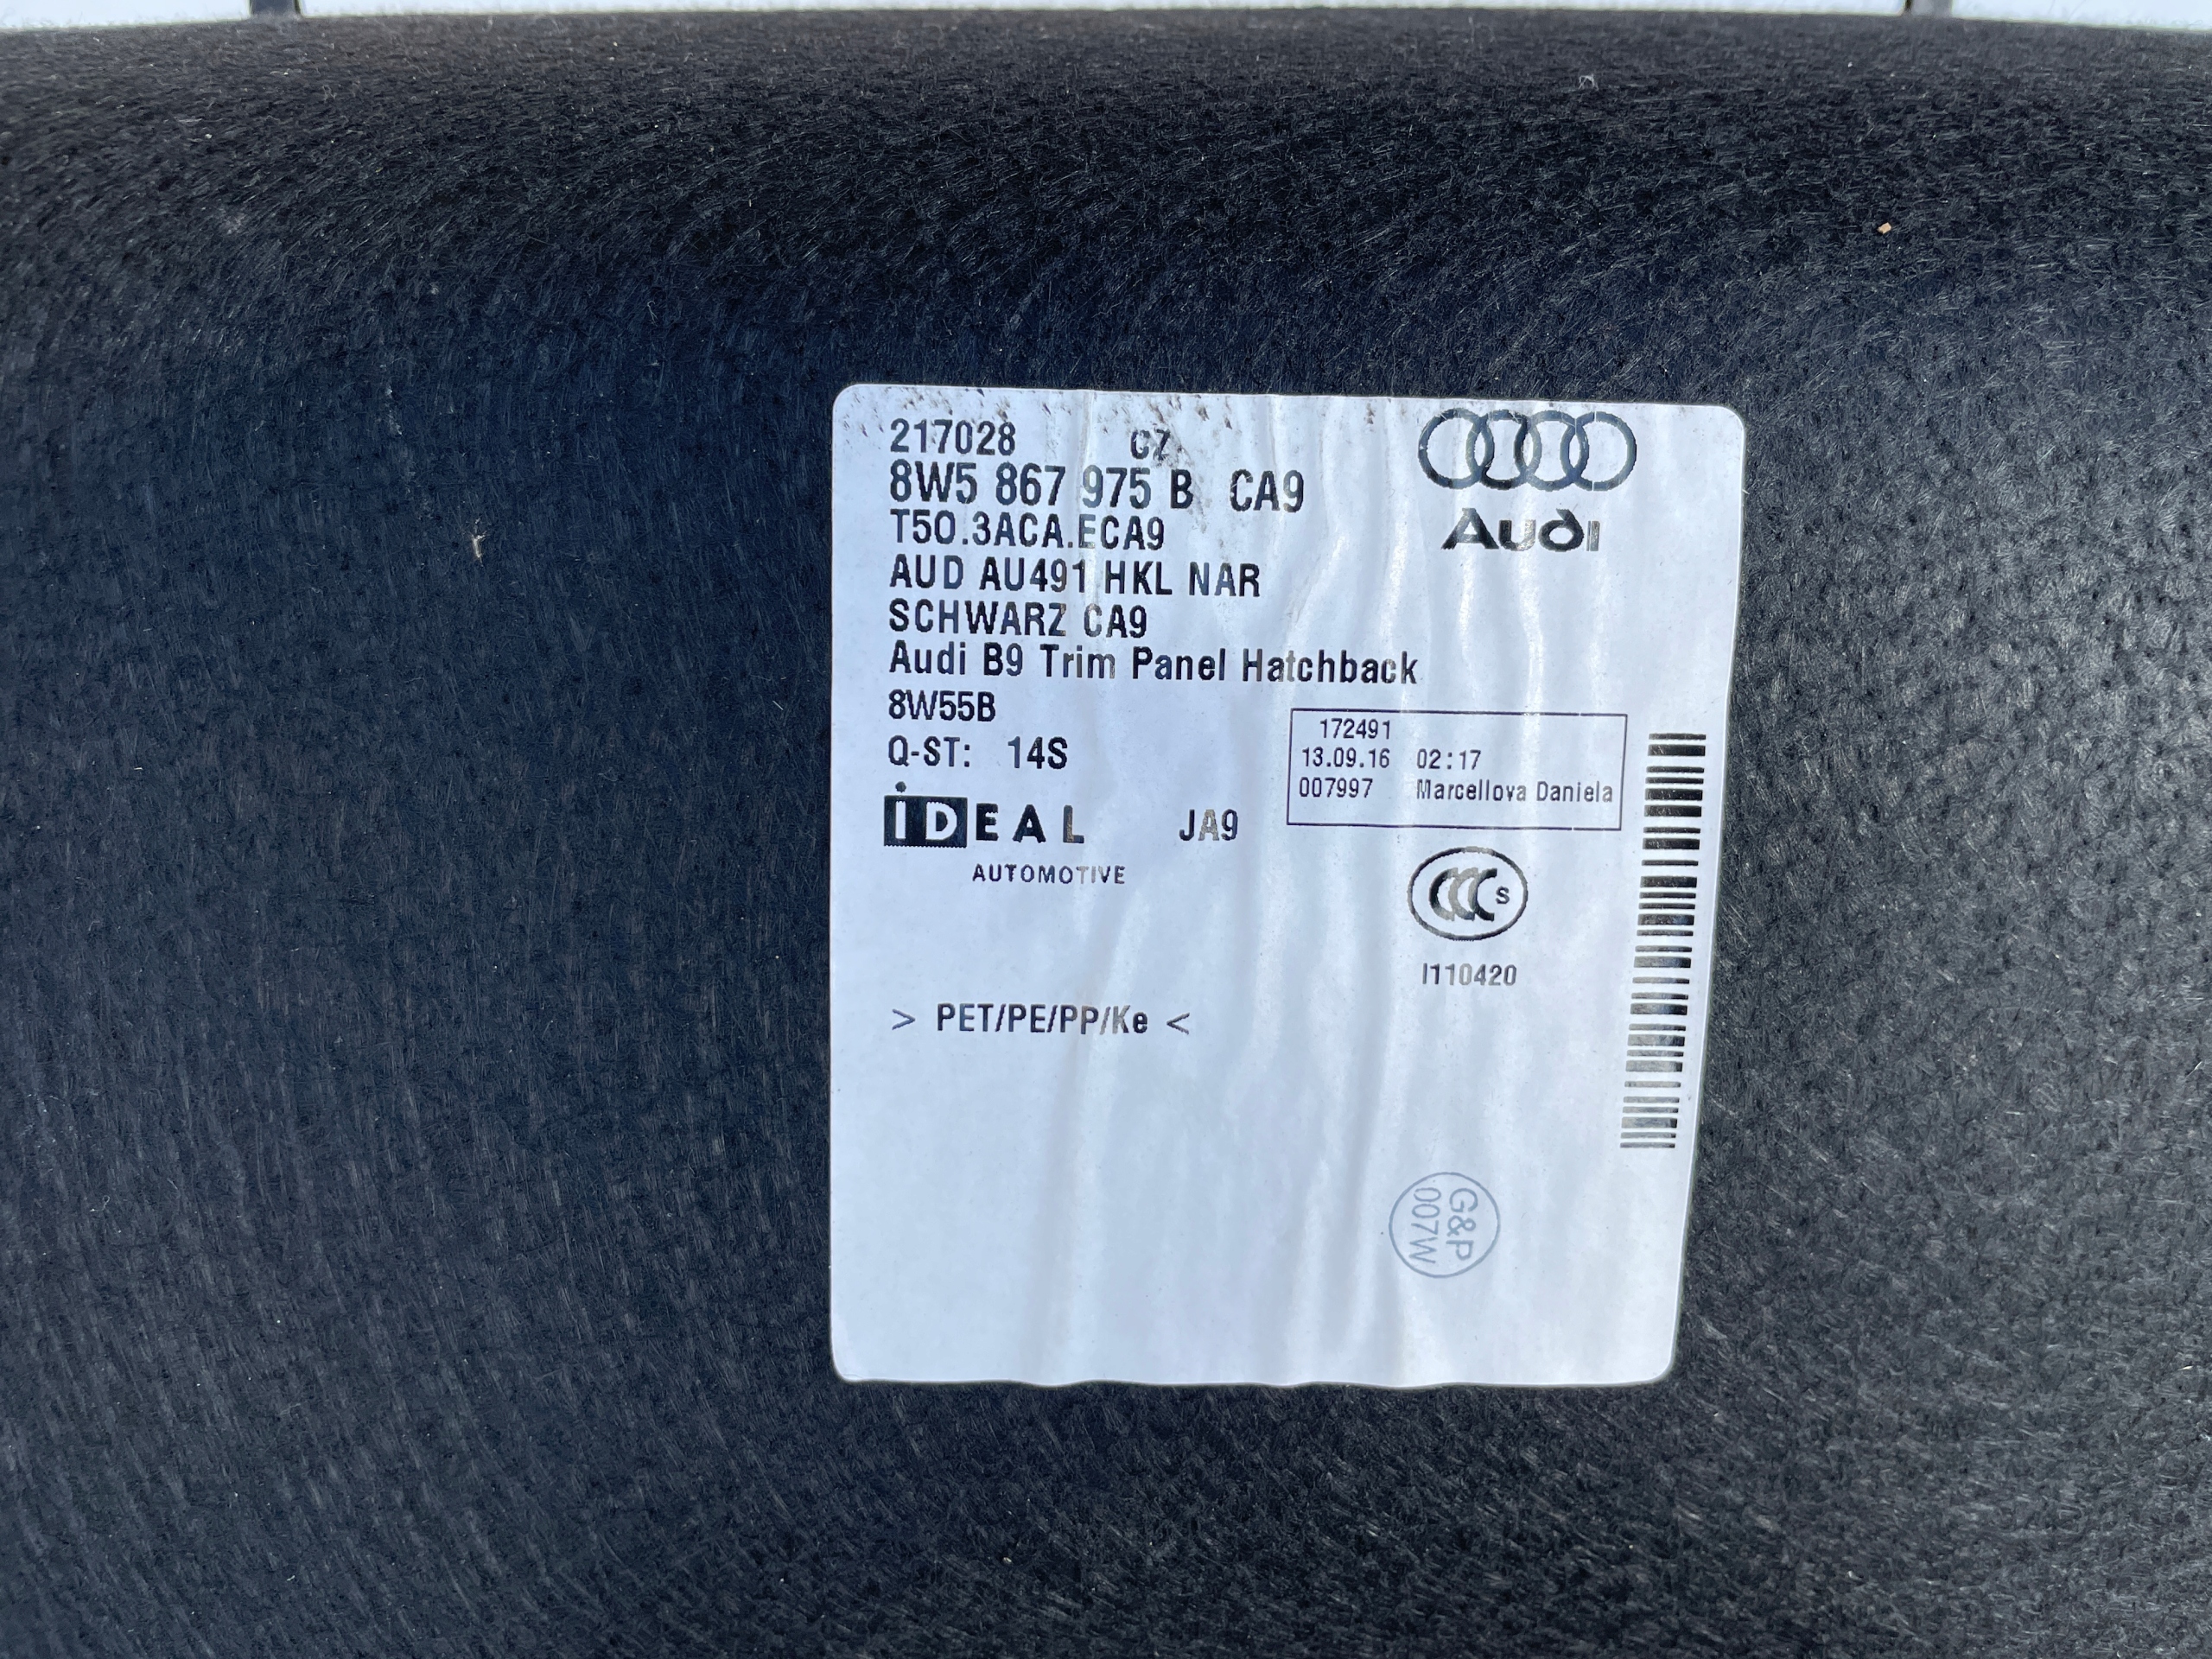 217028 CZ
8W5 867 975 B CA9
Audi
T50.3ACA.ECA9
AUD AU491 HKL NAR
SCHWARZ CA9
Audi B9 Trim Panel Hatchback
8W55B
Q-ST: 14S
172491
13.09.16 02:17
007997 Marcellova Daniela
iDEAL JA9
AUTOMOTIVE
CCC S
I110420
> PET/PE/PP/Ke <
G&P
007W